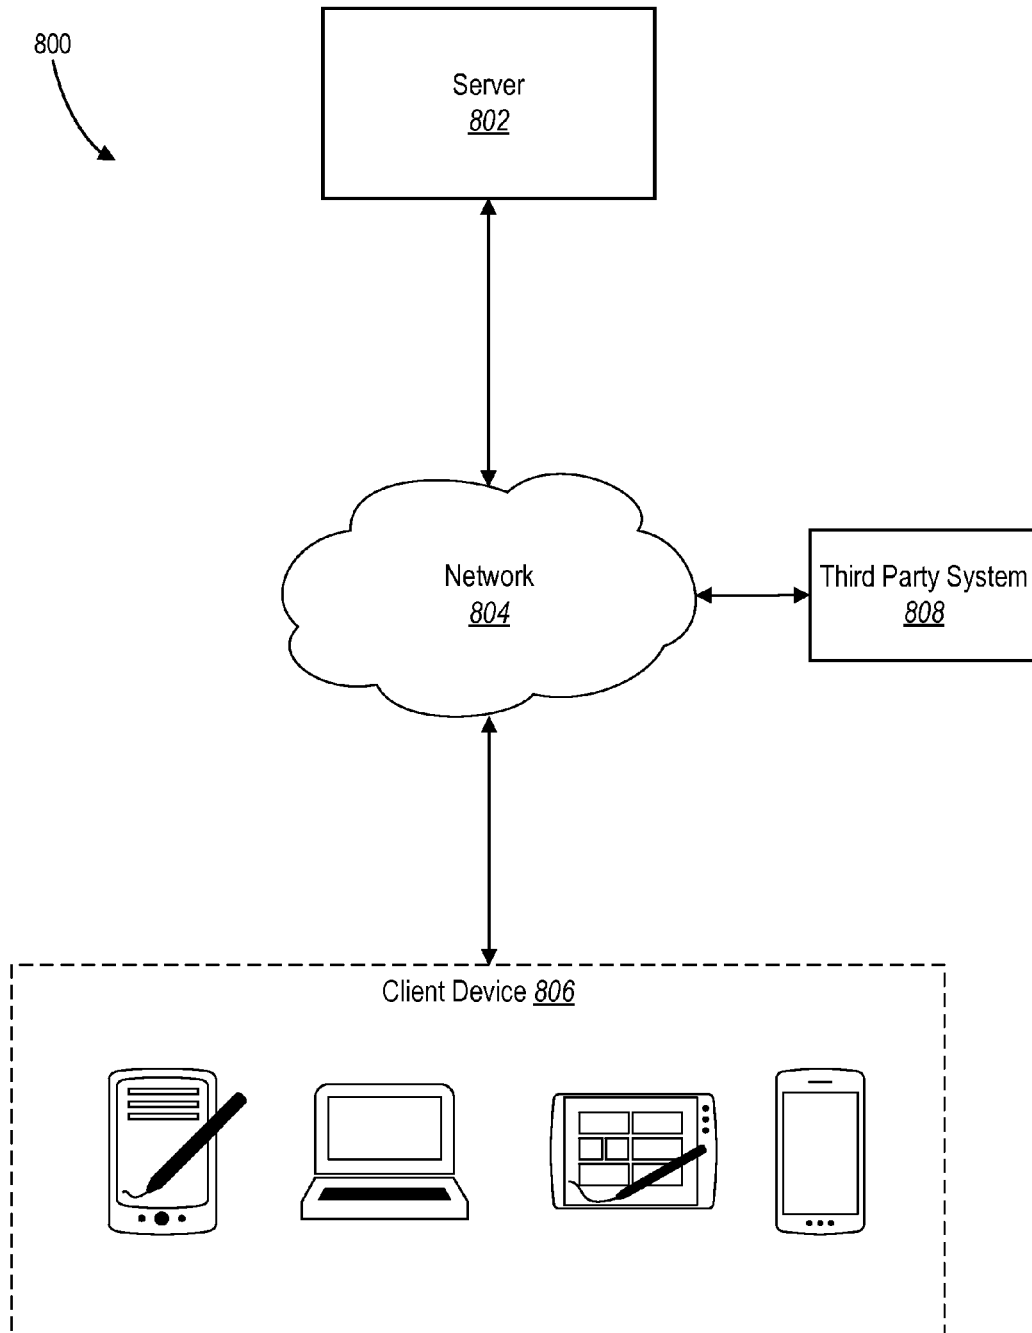 800
Server
802
Network
804
Third Party System
808
Client Device 806